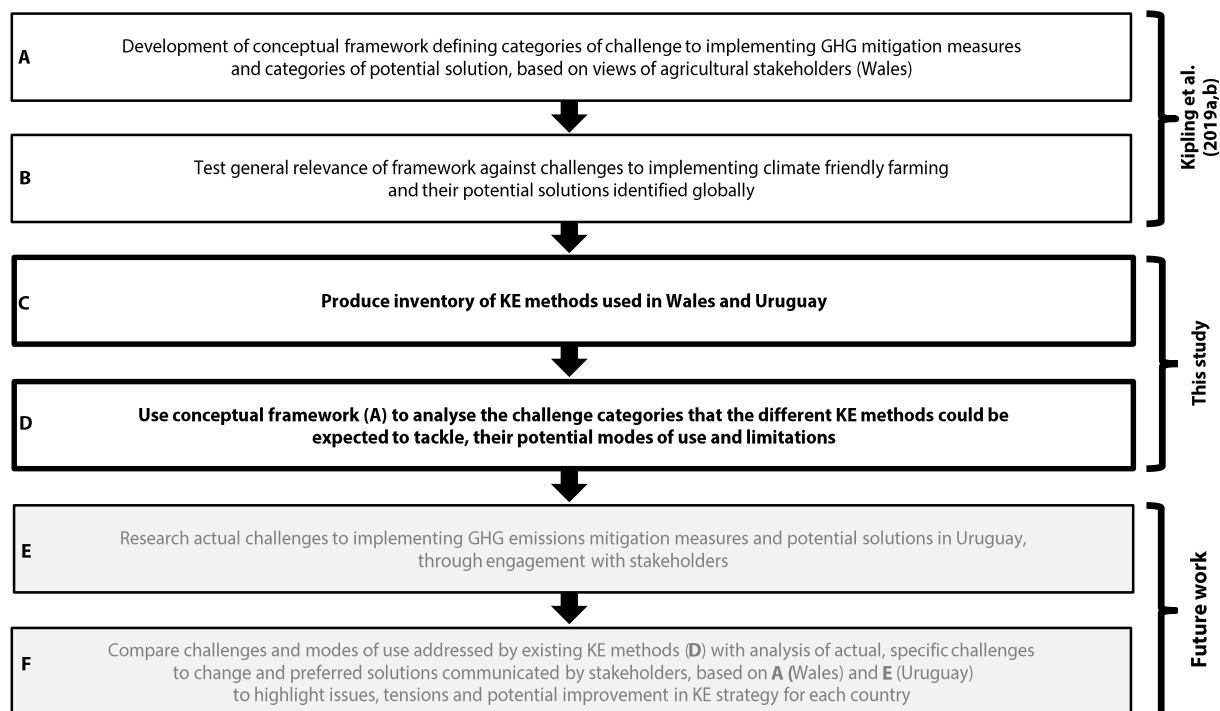 A
Development of conceptual framework defining categories of challenge to implementing GHG mitigation measures
and categories of potential solution, based on views of agricultural stakeholders (Wales)
B
Test general relevance of framework against challenges to implementing climate friendly farming
and their potential solutions identified globally
Kipling et al.
(2019a,b)
C
Produce inventory of KE methods used in Wales and Uruguay
D
Use conceptual framework (A) to analyse the challenge categories that the different KE methods could be
expected to tackle, their potential modes of use and limitations
This study
E
Research actual challenges to implementing GHG emissions mitigation measures and potential solutions in Uruguay,
through engagement with stakeholders
F
Compare challenges and modes of use addressed by existing KE methods (D) with analysis of actual, specific challenges
to change and preferred solutions communicated by stakeholders, based on A (Wales) and E (Uruguay)
to highlight issues, tensions and potential improvement in KE strategy for each country
Future work